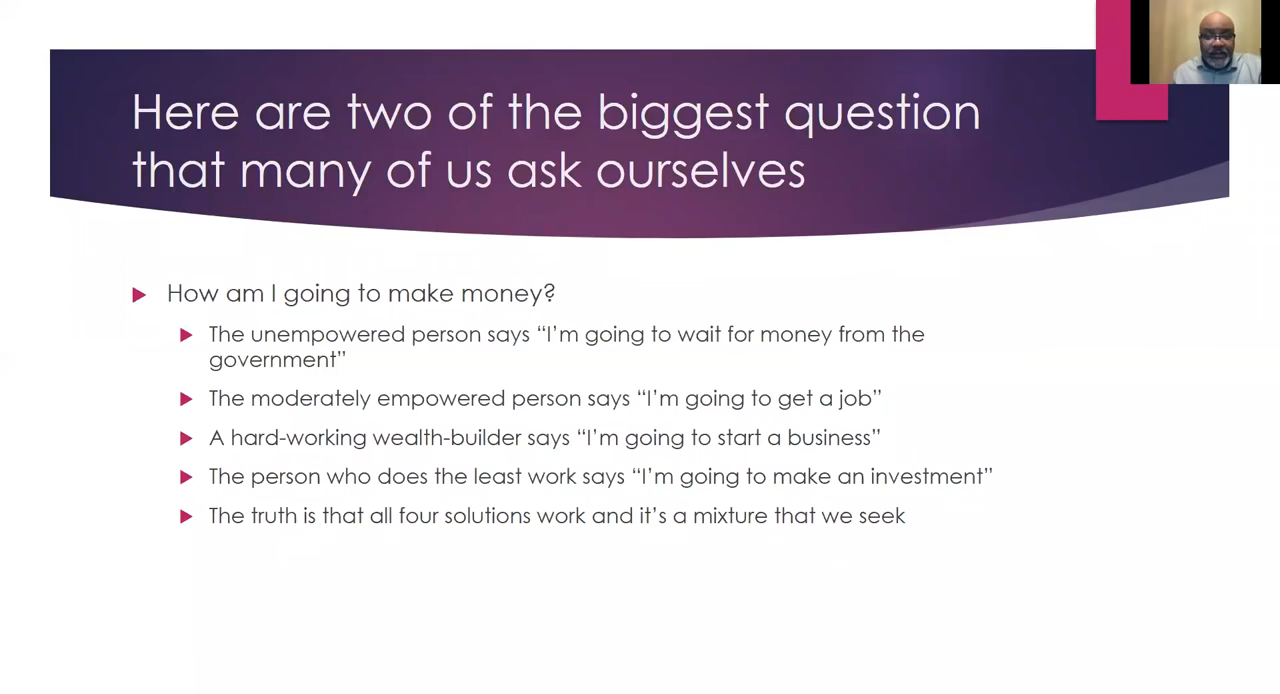 Here are two of the biggest question
that many of us ask ourselves
How am I going to make money?
The unempowered person says “I’m going to wait for money from the
government”
The moderately empowered person says “I’m going to get a job”
A hard-working wealth-builder says “I’m going to start a business”
The person who does the least work says “I’m going to make an investment”
The truth is that all four solutions work and it’s a mixture that we seek